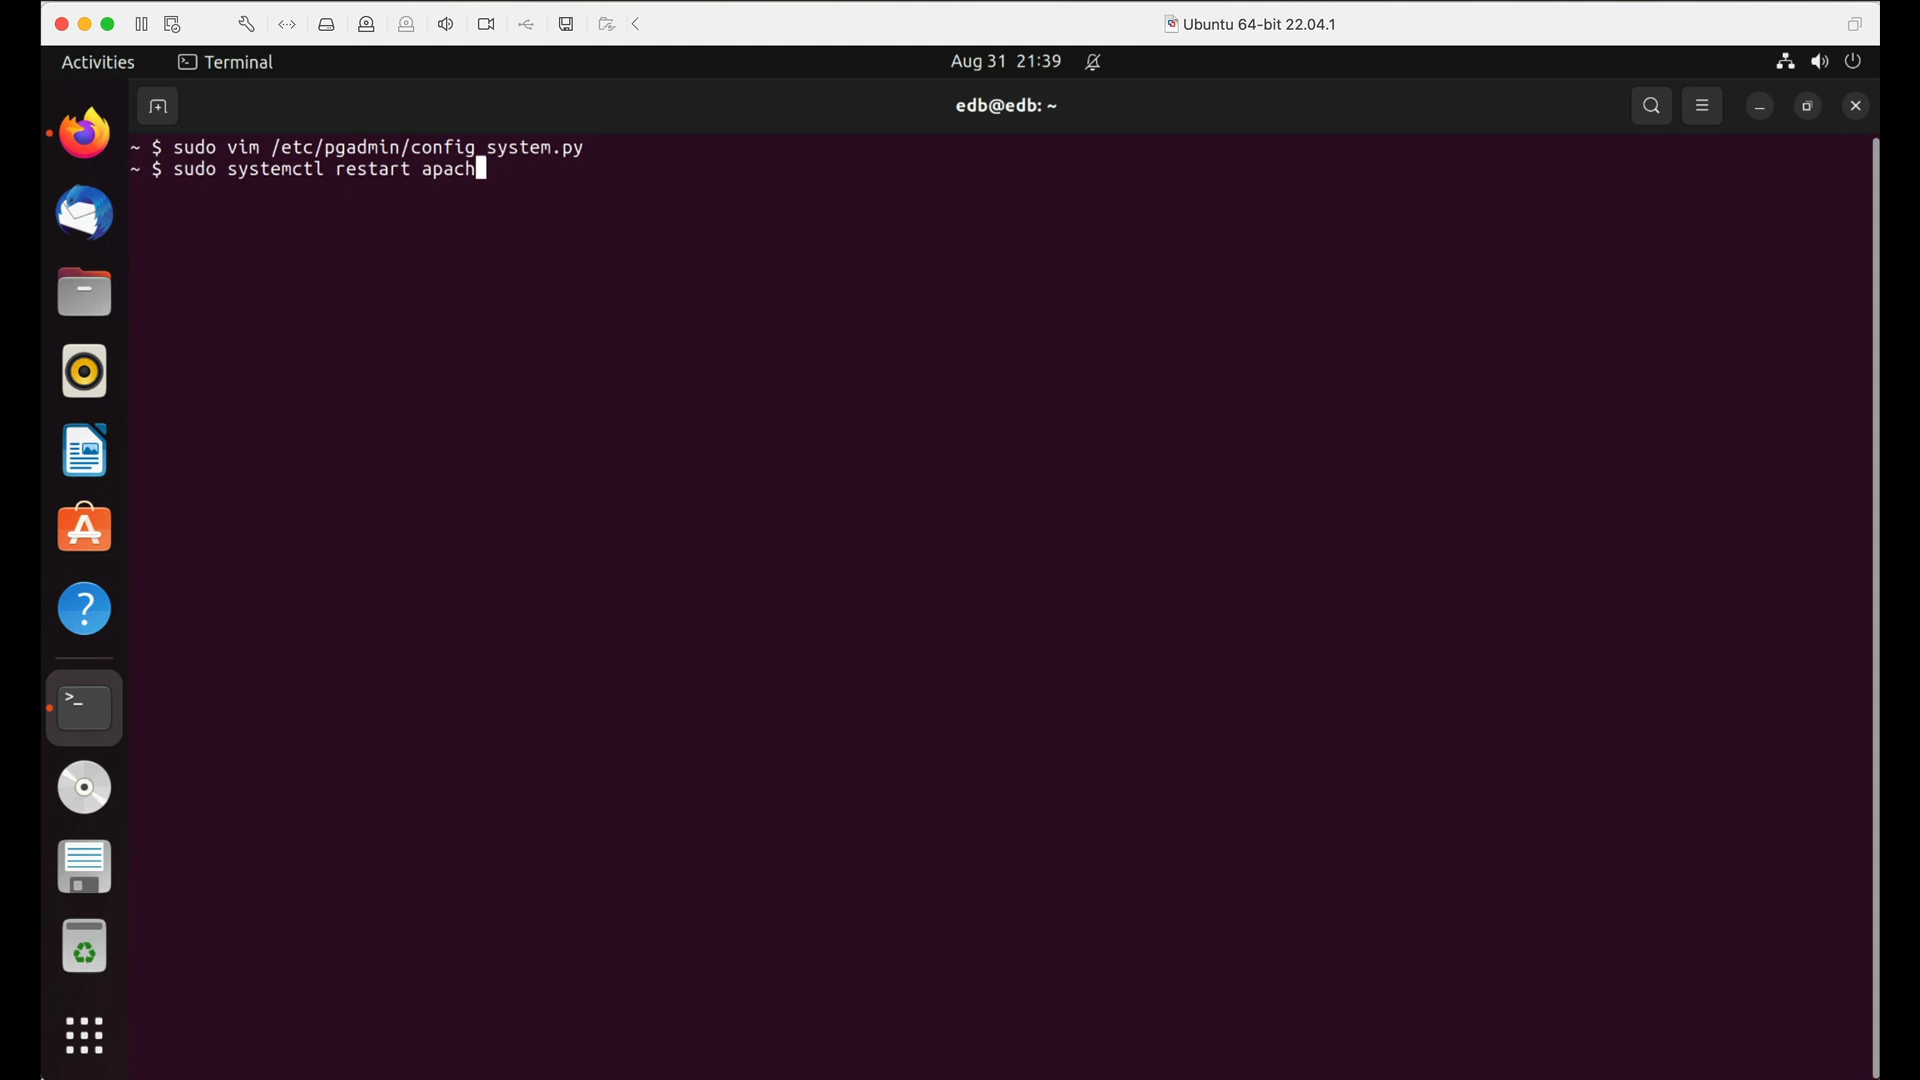 Ubuntu 64-bit 22.04.1
Activities
Terminal
Aug 31 21:39
edb@edb: ~
~ $ sudo vim /etc/pgadmin/config_system.py
~ $ sudo systemctl restart apach